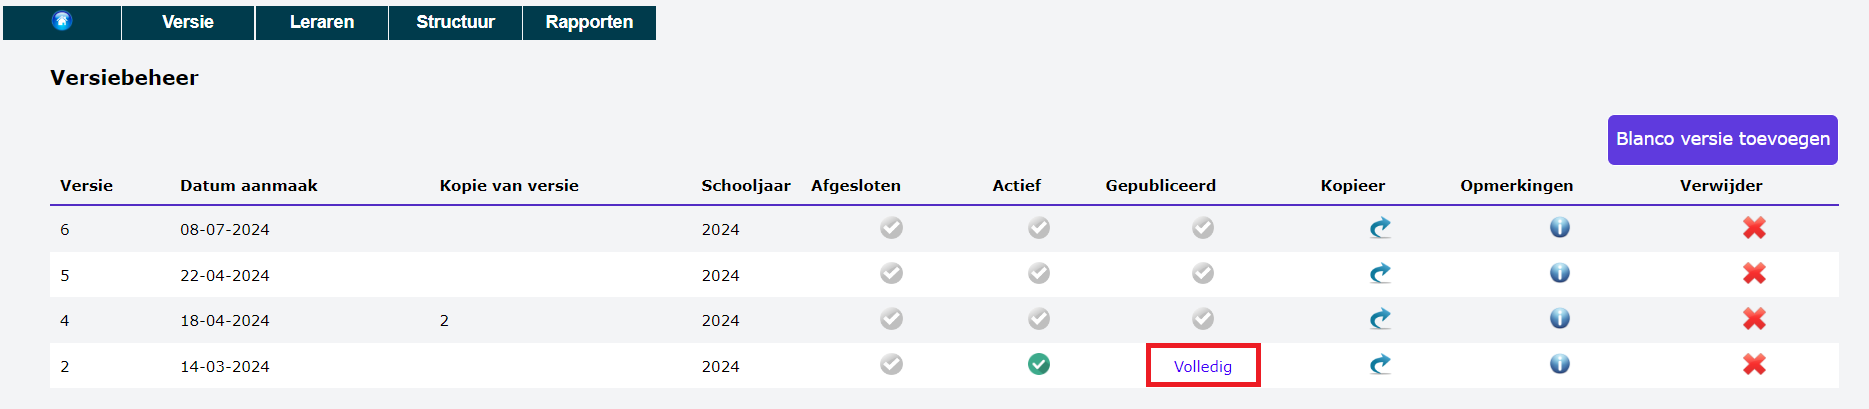 Versie Leraren Structuur Rapporten
Versiebeheer
Blanco versie toevoegen
Versie Datum aanmaak Kopie van versie Schooljaar Afgesloten Actief Gepubliceerd Kopieer Opmerkingen Verwijder
6 08-07-2024 2024
5 22-04-2024 2024
4 18-04-2024 2 2024
2 14-03-2024 2024 Volledig